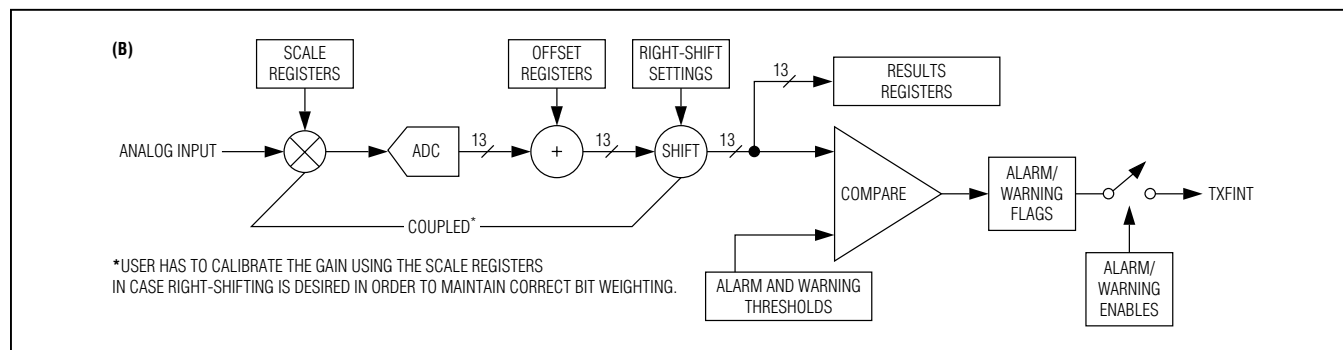 (B)
SCALE
REGISTERS
OFFSET
REGISTERS
RIGHT-SHIFT
SETTINGS
13
RESULTS
REGISTERS
ANALOG INPUT
ADC
13
+
13
SHIFT
13
COMPARE
ALARM/
WARNING
FLAGS
TXFINT
COUPLED*
*USER HAS TO CALIBRATE THE GAIN USING THE SCALE REGISTERS
IN CASE RIGHT-SHIFTING IS DESIRED IN ORDER TO MAINTAIN CORRECT BIT WEIGHTING.
ALARM AND WARNING
THRESHOLDS
ALARM/
WARNING
ENABLES